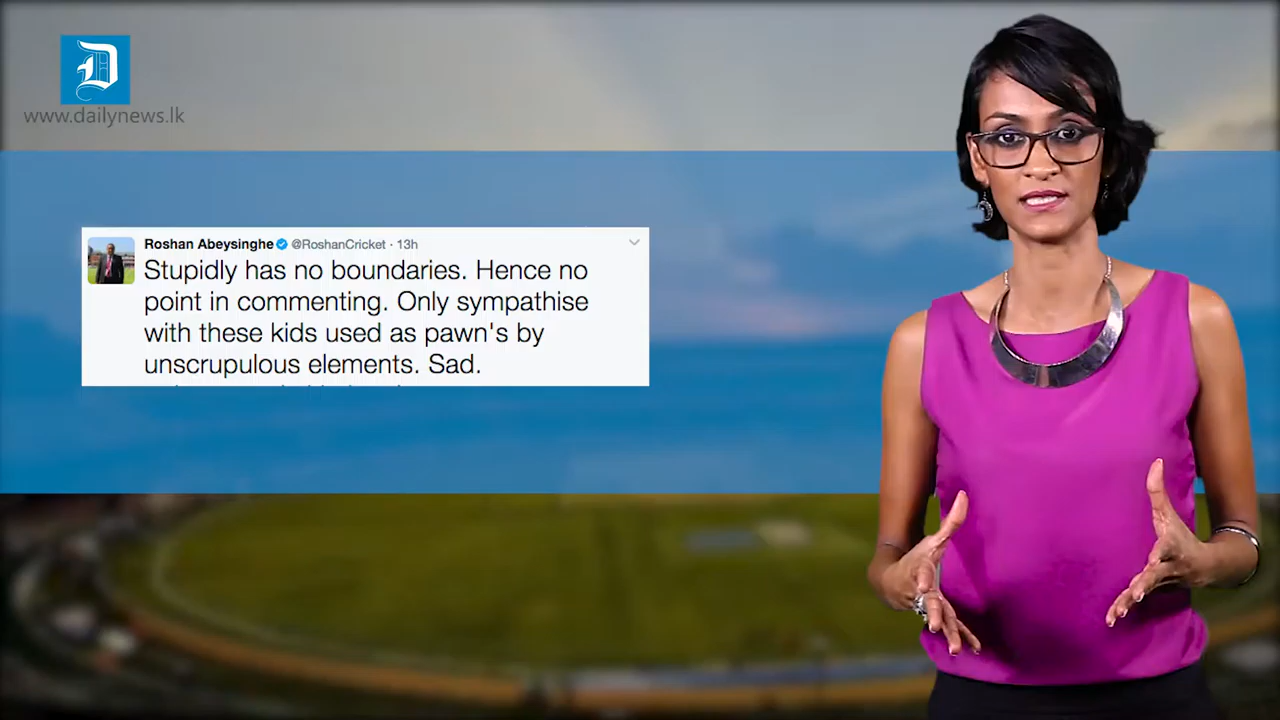 D
www.dailynews.lk
Roshan Abeysinghe @RoshanCricket · 13h
Stupidly has no boundaries. Hence no
point in commenting. Only sympathise
with these kids used as pawn's by
unscrupulous elements. Sad.